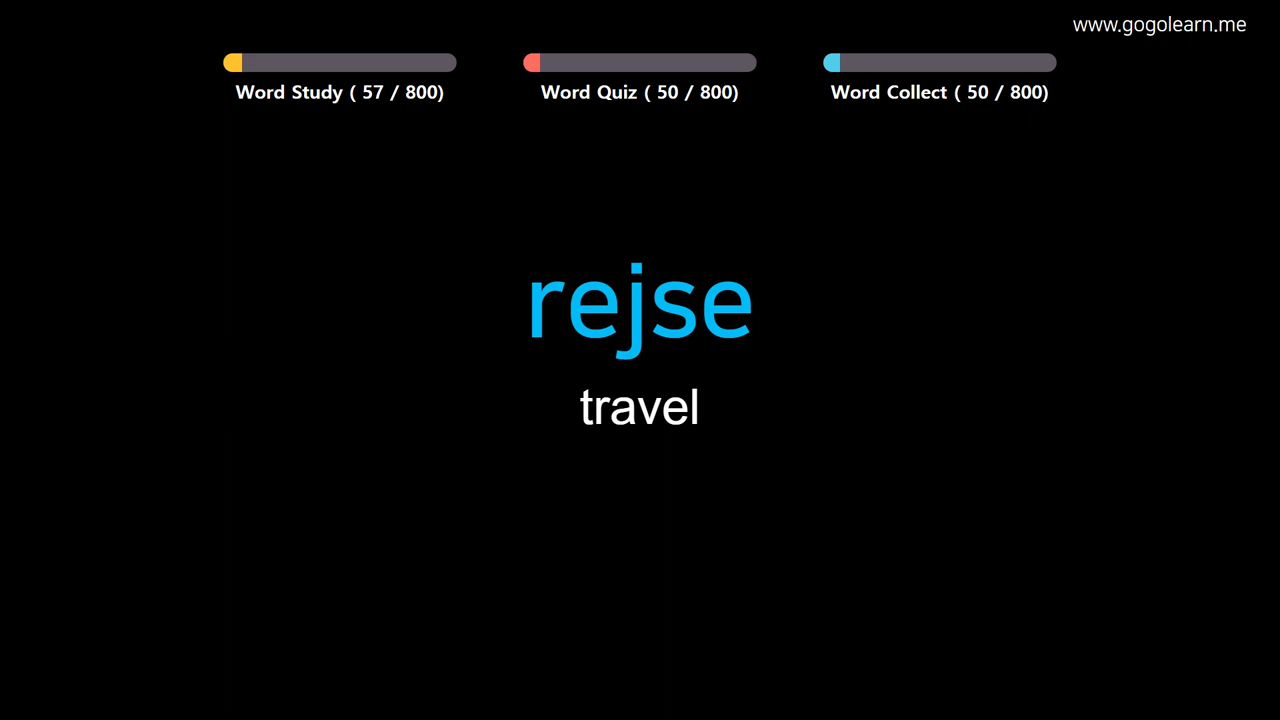 www.gogolearn.me
Word Study ( 57 / 800)
Word Quiz ( 50 / 800)
Word Collect ( 50 / 800)
rejse
travel